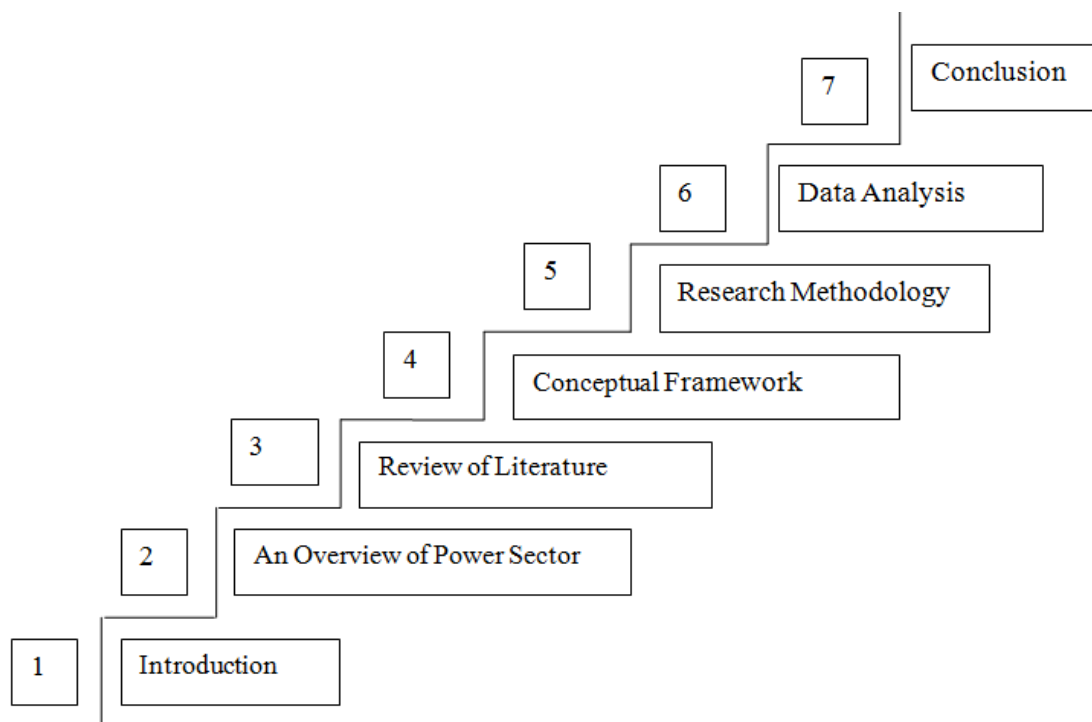 7
Conclusion
6
Data Analysis
5
Research Methodology
4
Conceptual Framework
3
Review of Literature
2
An Overview of Power Sector
1
Introduction